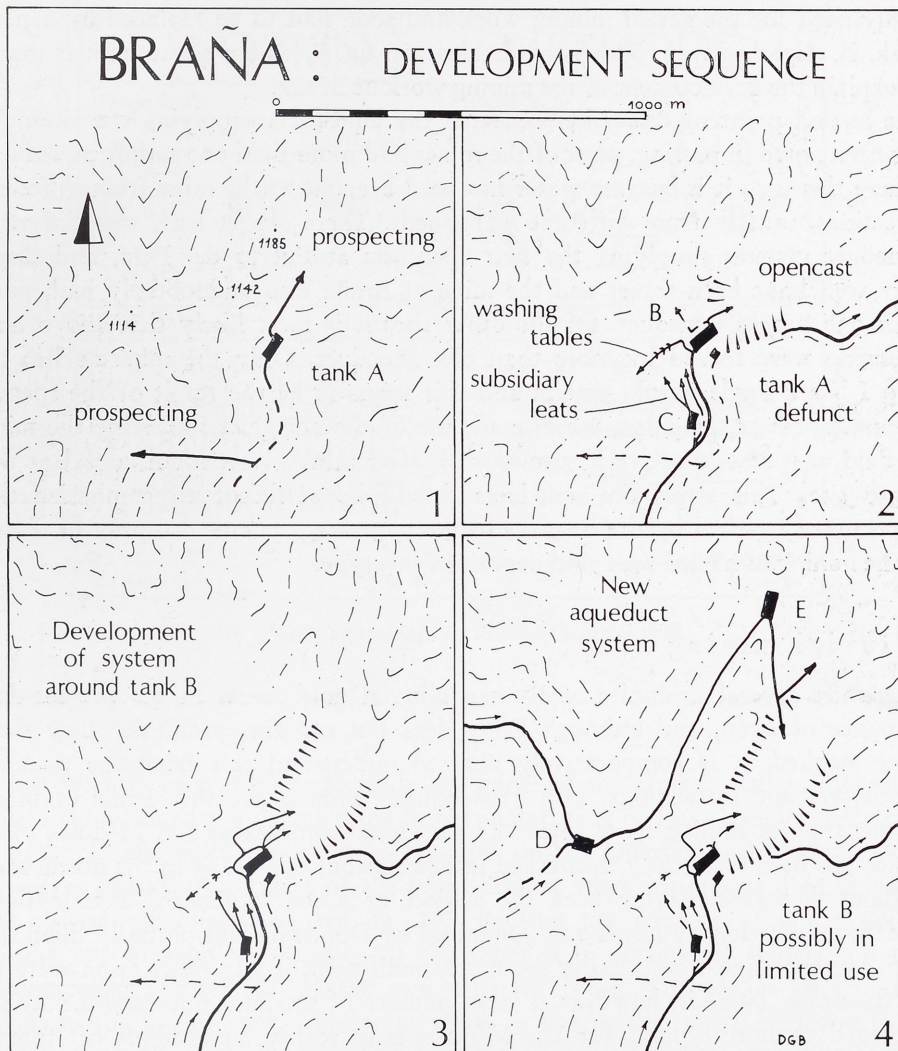 BRAÑA : DEVELOPMENT SEQUENCE
0 1000 m
1185
prospecting
1142
1114
tank A
prospecting
1
opencast
washing
tables
B
subsidiary
leats
tank A
defunct
C
2
Development
of system
around tank B
3
New
aqueduct
system
E
D
tank B
possibly in
limited use
DGB
4